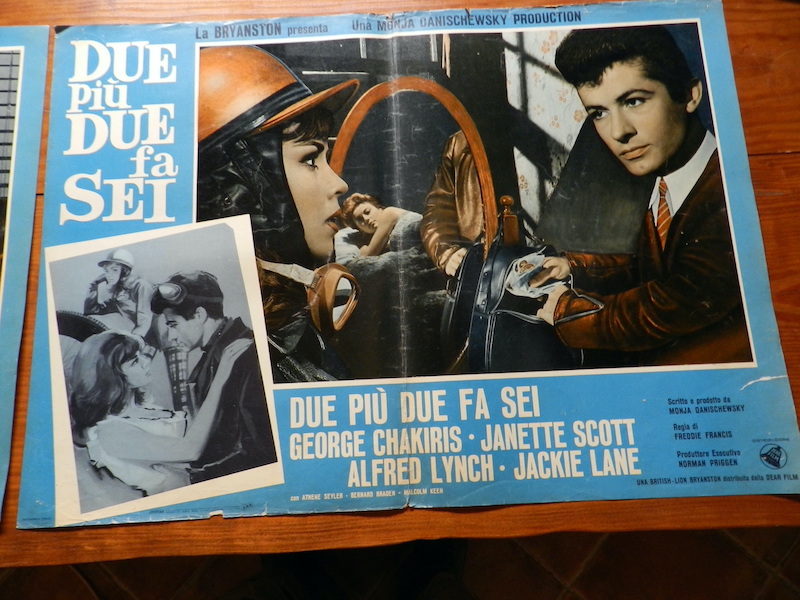 La BRYANSTON presenta Una MONJA DANISCHEWSKY PRODUCTION
DUE
più
DUE
fa
SEI
DUE PIÙ DUE FA SEI
GEORGE CHAKIRIS · JANETTE SCOTT
ALFRED LYNCH · JACKIE LANE
con ATHENE SEYLER · BERNARD BRADEN · MALCOLM KEEN
Scritto e prodotto da
MONJA DANISCHEWSKY
Regia di
FREDDIE FRANCIS
Produttore Esecutivo
NORMAN PRIGGEN
UNA BRITISH-LION BRYANSTON distribuita dalla DEAR FILM